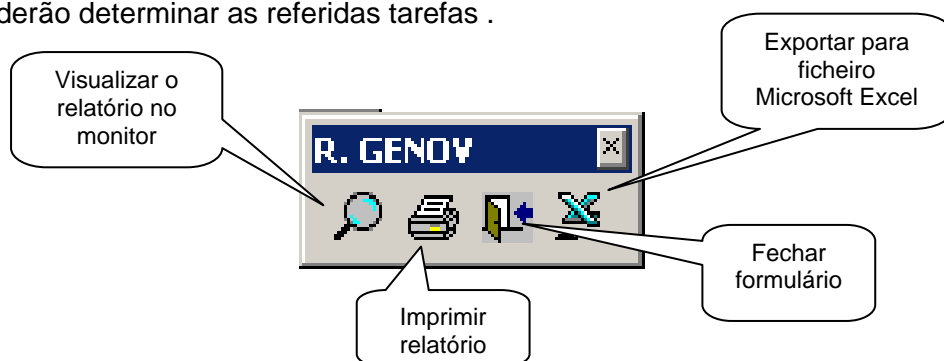 derão determinar as referidas tarefas .
Exportar para
ficheiro
Microsoft Excel
Visualizar o
relatório no
monitor
R. GENOV
Fechar
formulário
Imprimir
relatório